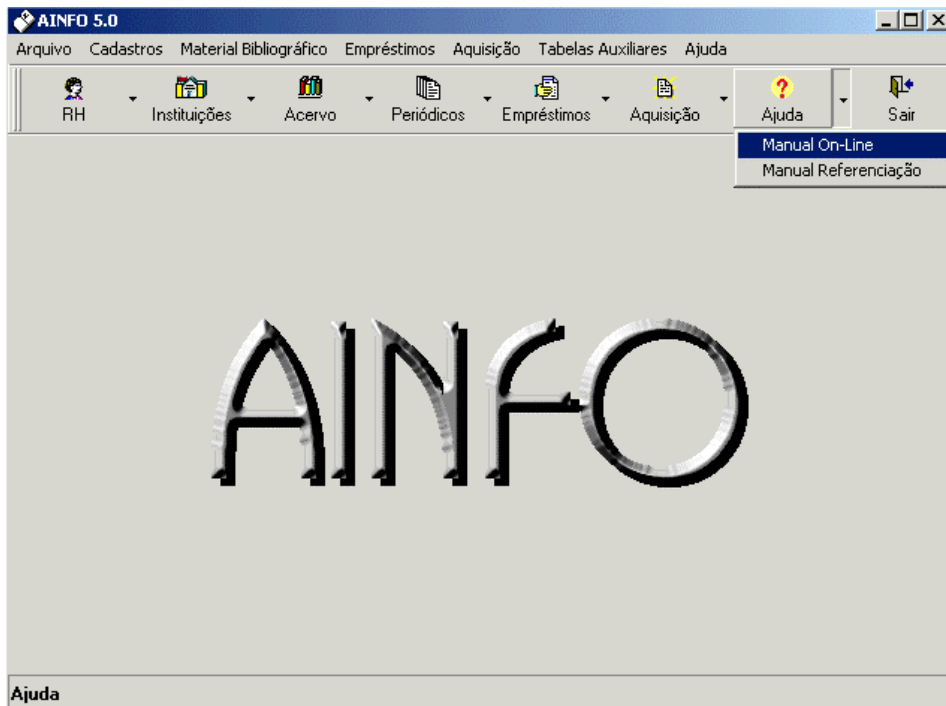 AINFO 5.0
Arquivo Cadastros Material Bibliográfico Empréstimos Aquisição Tabelas Auxiliares Ajuda
RH Instituições Acervo Periódicos Empréstimos Aquisição Ajuda Sair
Manual On-Line
Manual Referenciação
AINFO
Ajuda